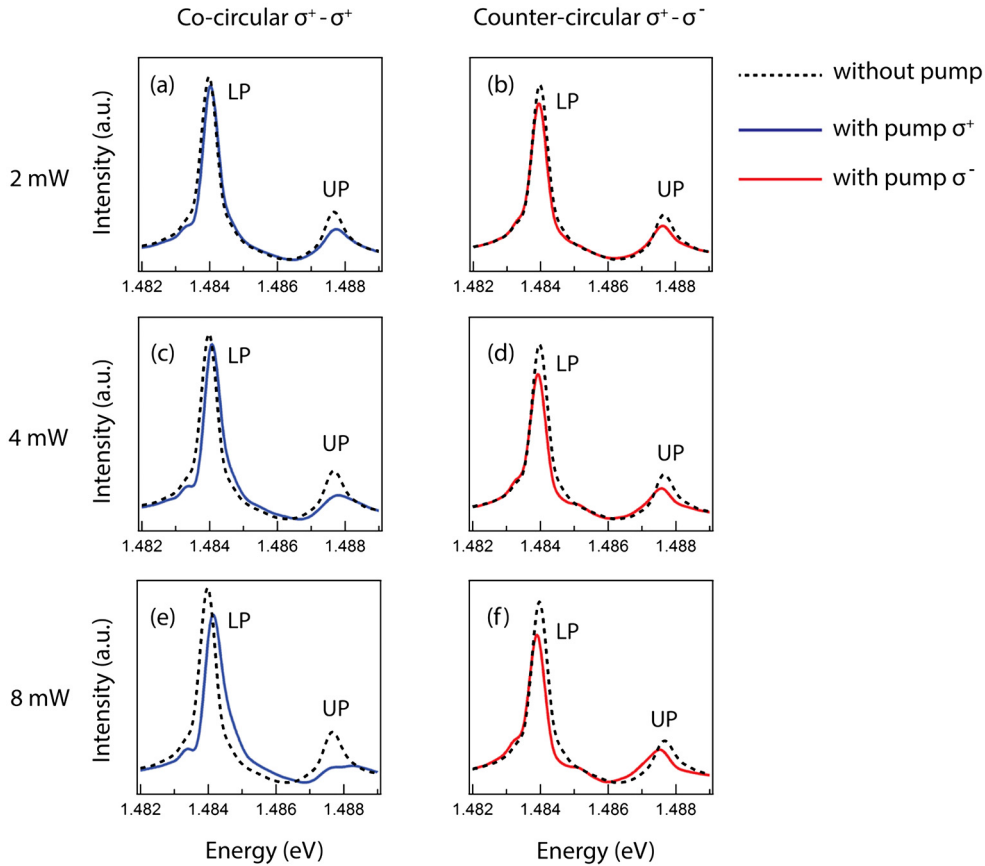 Co-circular σ⁺-σ⁺
Counter-circular σ⁺-σ⁻
without pump
with pump σ⁺
with pump σ⁻
2 mW
Intensity (a.u.)
(a)
LP
UP
1.482 1.484 1.486 1.488
(b)
LP
UP
1.482 1.484 1.486 1.488
4 mW
Intensity (a.u.)
(c)
LP
UP
1.482 1.484 1.486 1.488
(d)
LP
UP
1.482 1.484 1.486 1.488
8 mW
Intensity (a.u.)
(e)
LP
UP
1.482 1.484 1.486 1.488
(f)
LP
UP
1.482 1.484 1.486 1.488
Energy (eV)
Energy (eV)